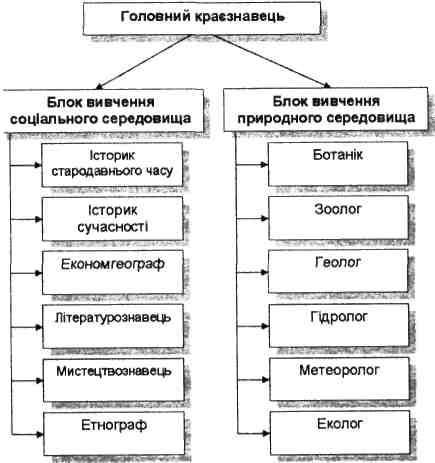 Головний краєзнавець
Блок вивчення
соціального середовища
Історик
стародавнього часу
Історик
сучасності
Економгеограф
Літературознавець
Мистецтвознавець
Етнограф
Блок вивчення
природного середовища
Ботанік
Зоолог
Геолог
Гідролог
Метеоролог
Еколог